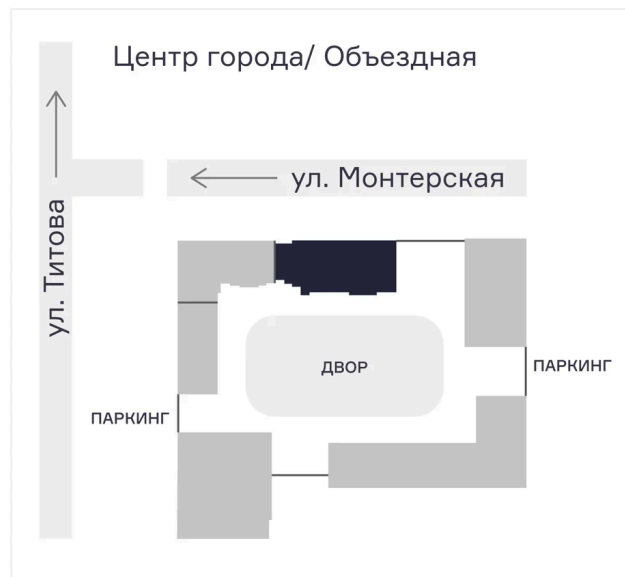 Центр города/ Объездная
ул. Монтерская
ул. Титова
ДВОР
ПАРКИНГ
ПАРКИНГ